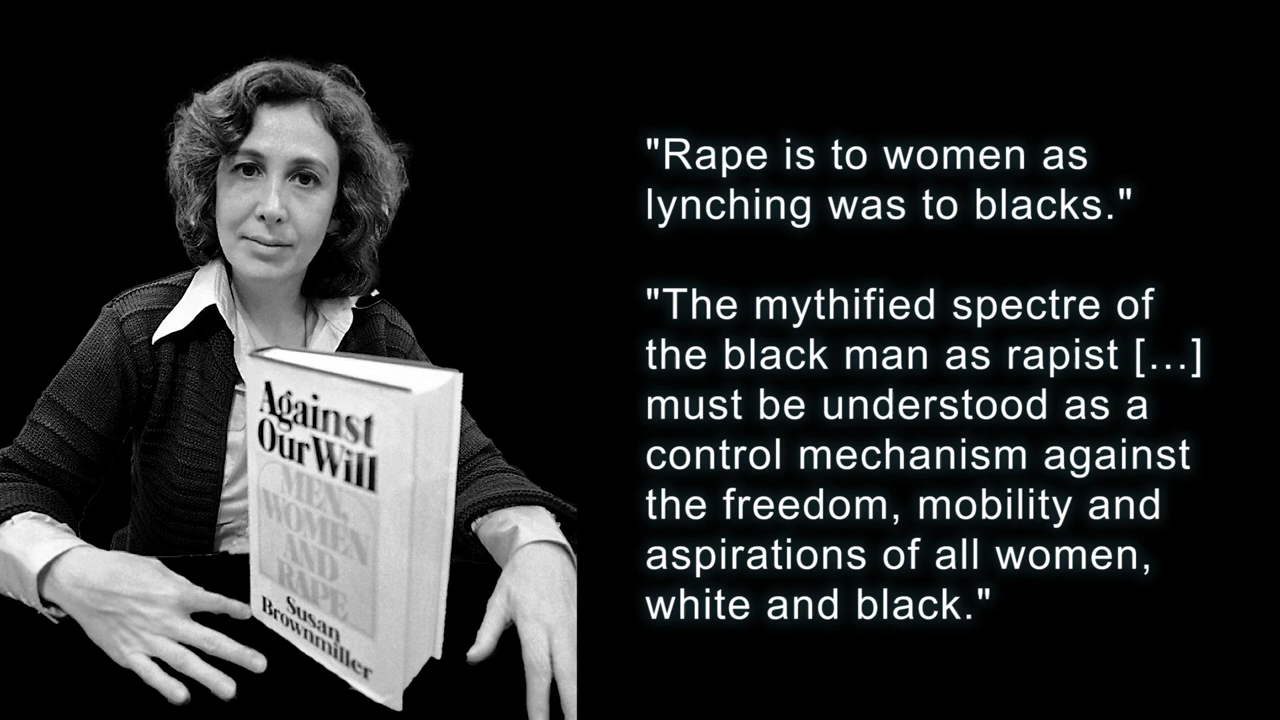 Against
Our Will
MEN,
WOMEN
AND
RAPE
Susan
Brownmiller
"Rape is to women as
lynching was to blacks."
"The mythified spectre of
the black man as rapist […]
must be understood as a
control mechanism against
the freedom, mobility and
aspirations of all women,
white and black."